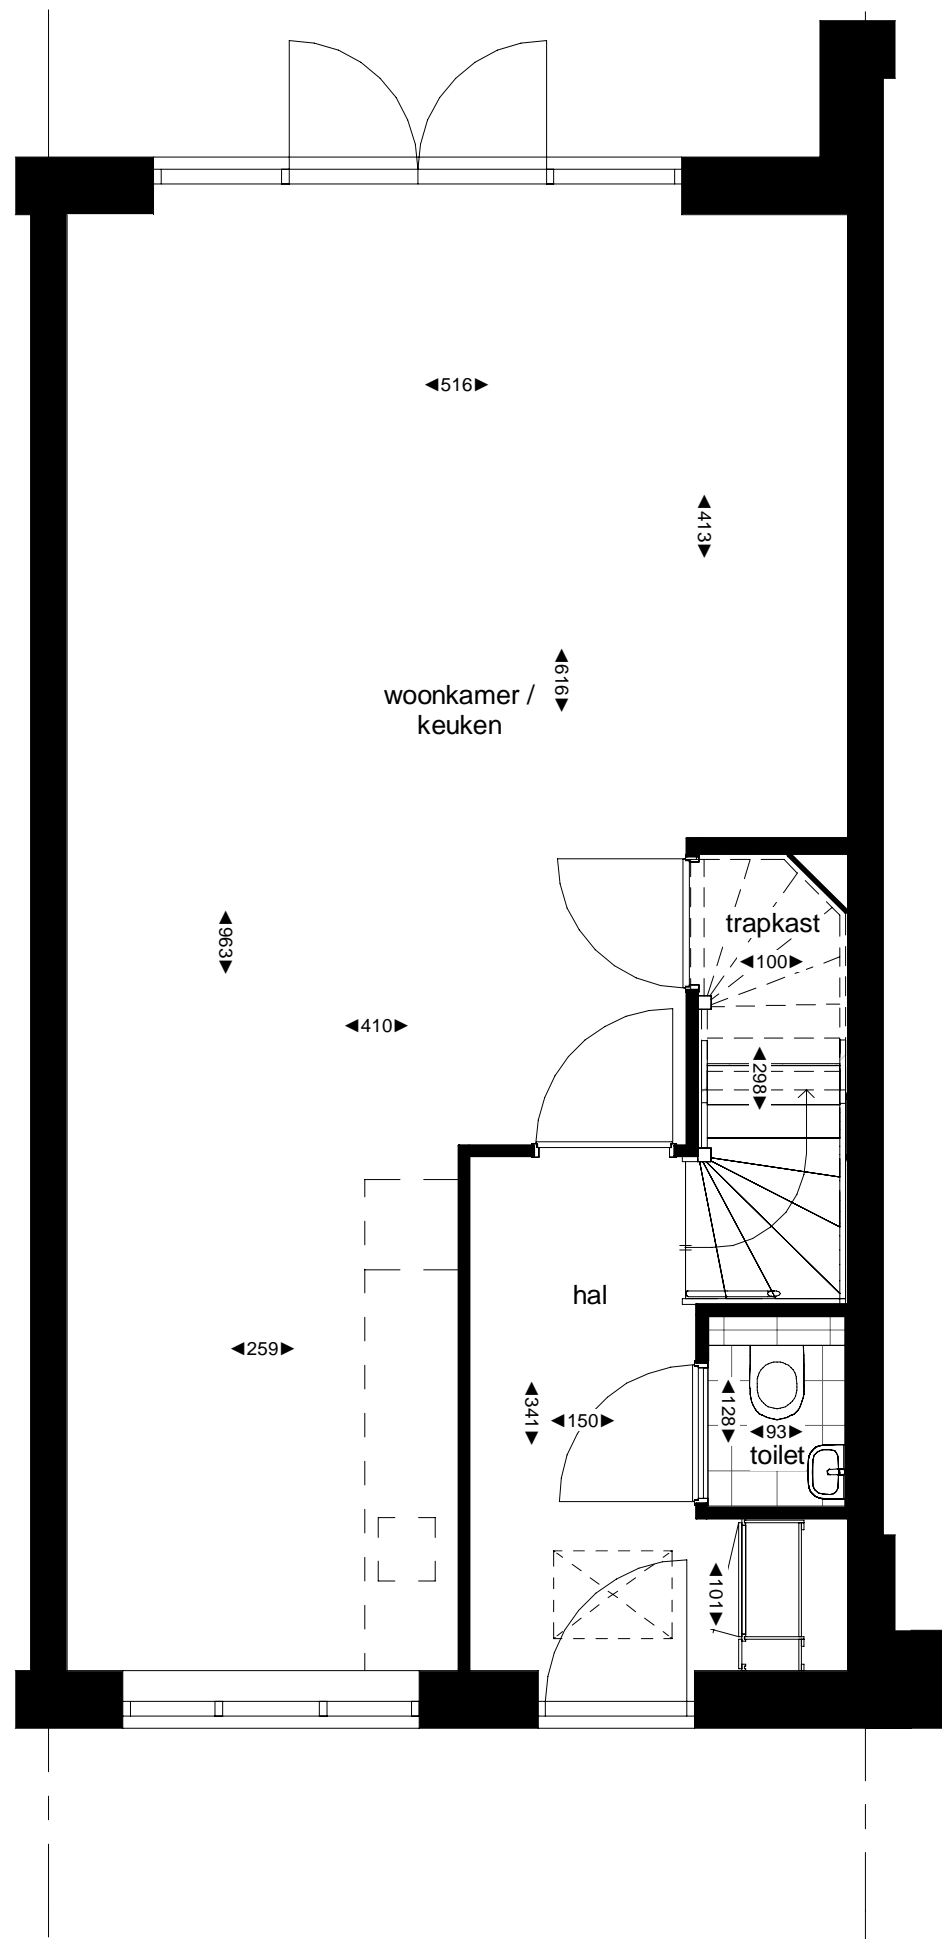 ◄516►
◄413►
◄616►
woonkamer /
keuken
trapkast
◄963►
◄100►
◄410►
◄298►
hal
◄259►
◄341►
◄150►
◄128►
◄93►
toilet
◄101►